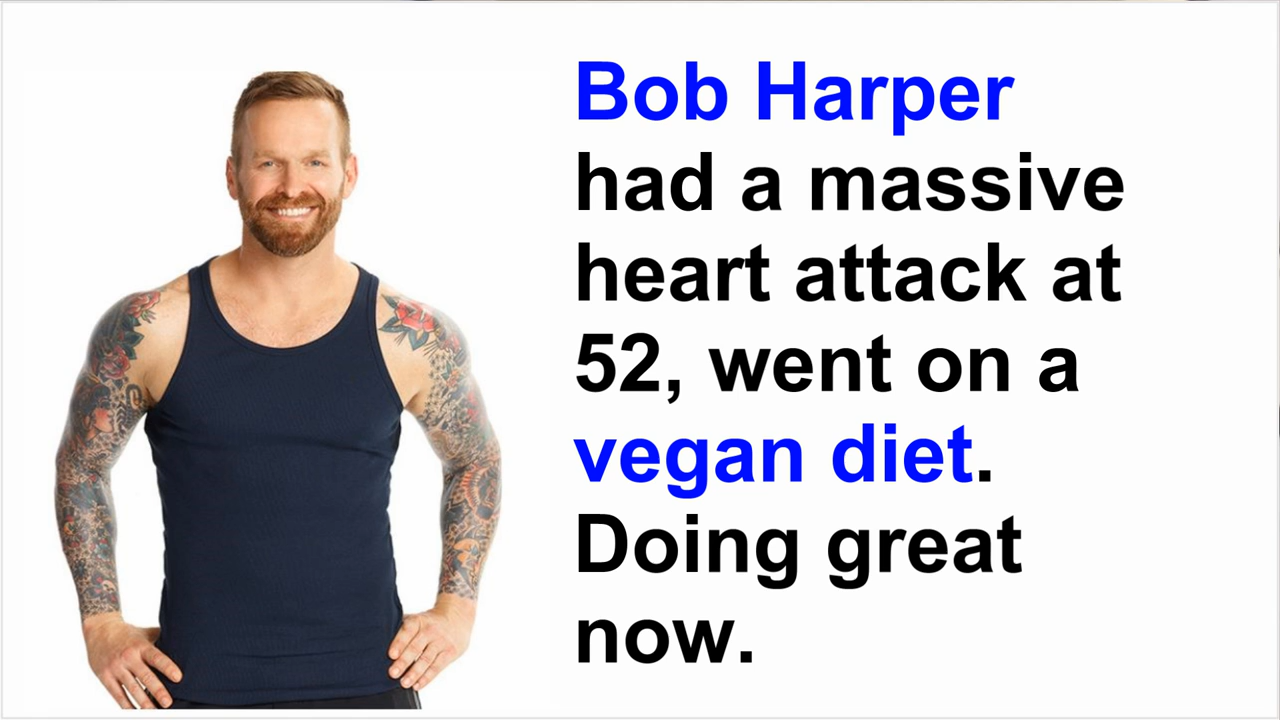 Bob Harper
had a massive
heart attack at
52, went on a
vegan diet.
Doing great
now.